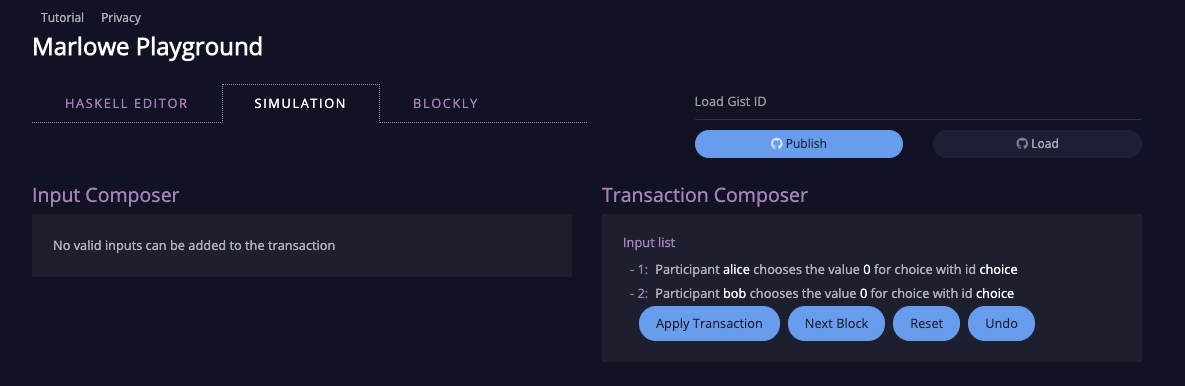 Tutorial Privacy
Marlowe Playground
HASKELL EDITOR SIMULATION BLOCKLY
Load Gist ID
Publish Load
Input Composer
No valid inputs can be added to the transaction
Transaction Composer
Input list
- 1: Participant alice chooses the value 0 for choice with id choice
- 2: Participant bob chooses the value 0 for choice with id choice
Apply Transaction Next Block Reset Undo